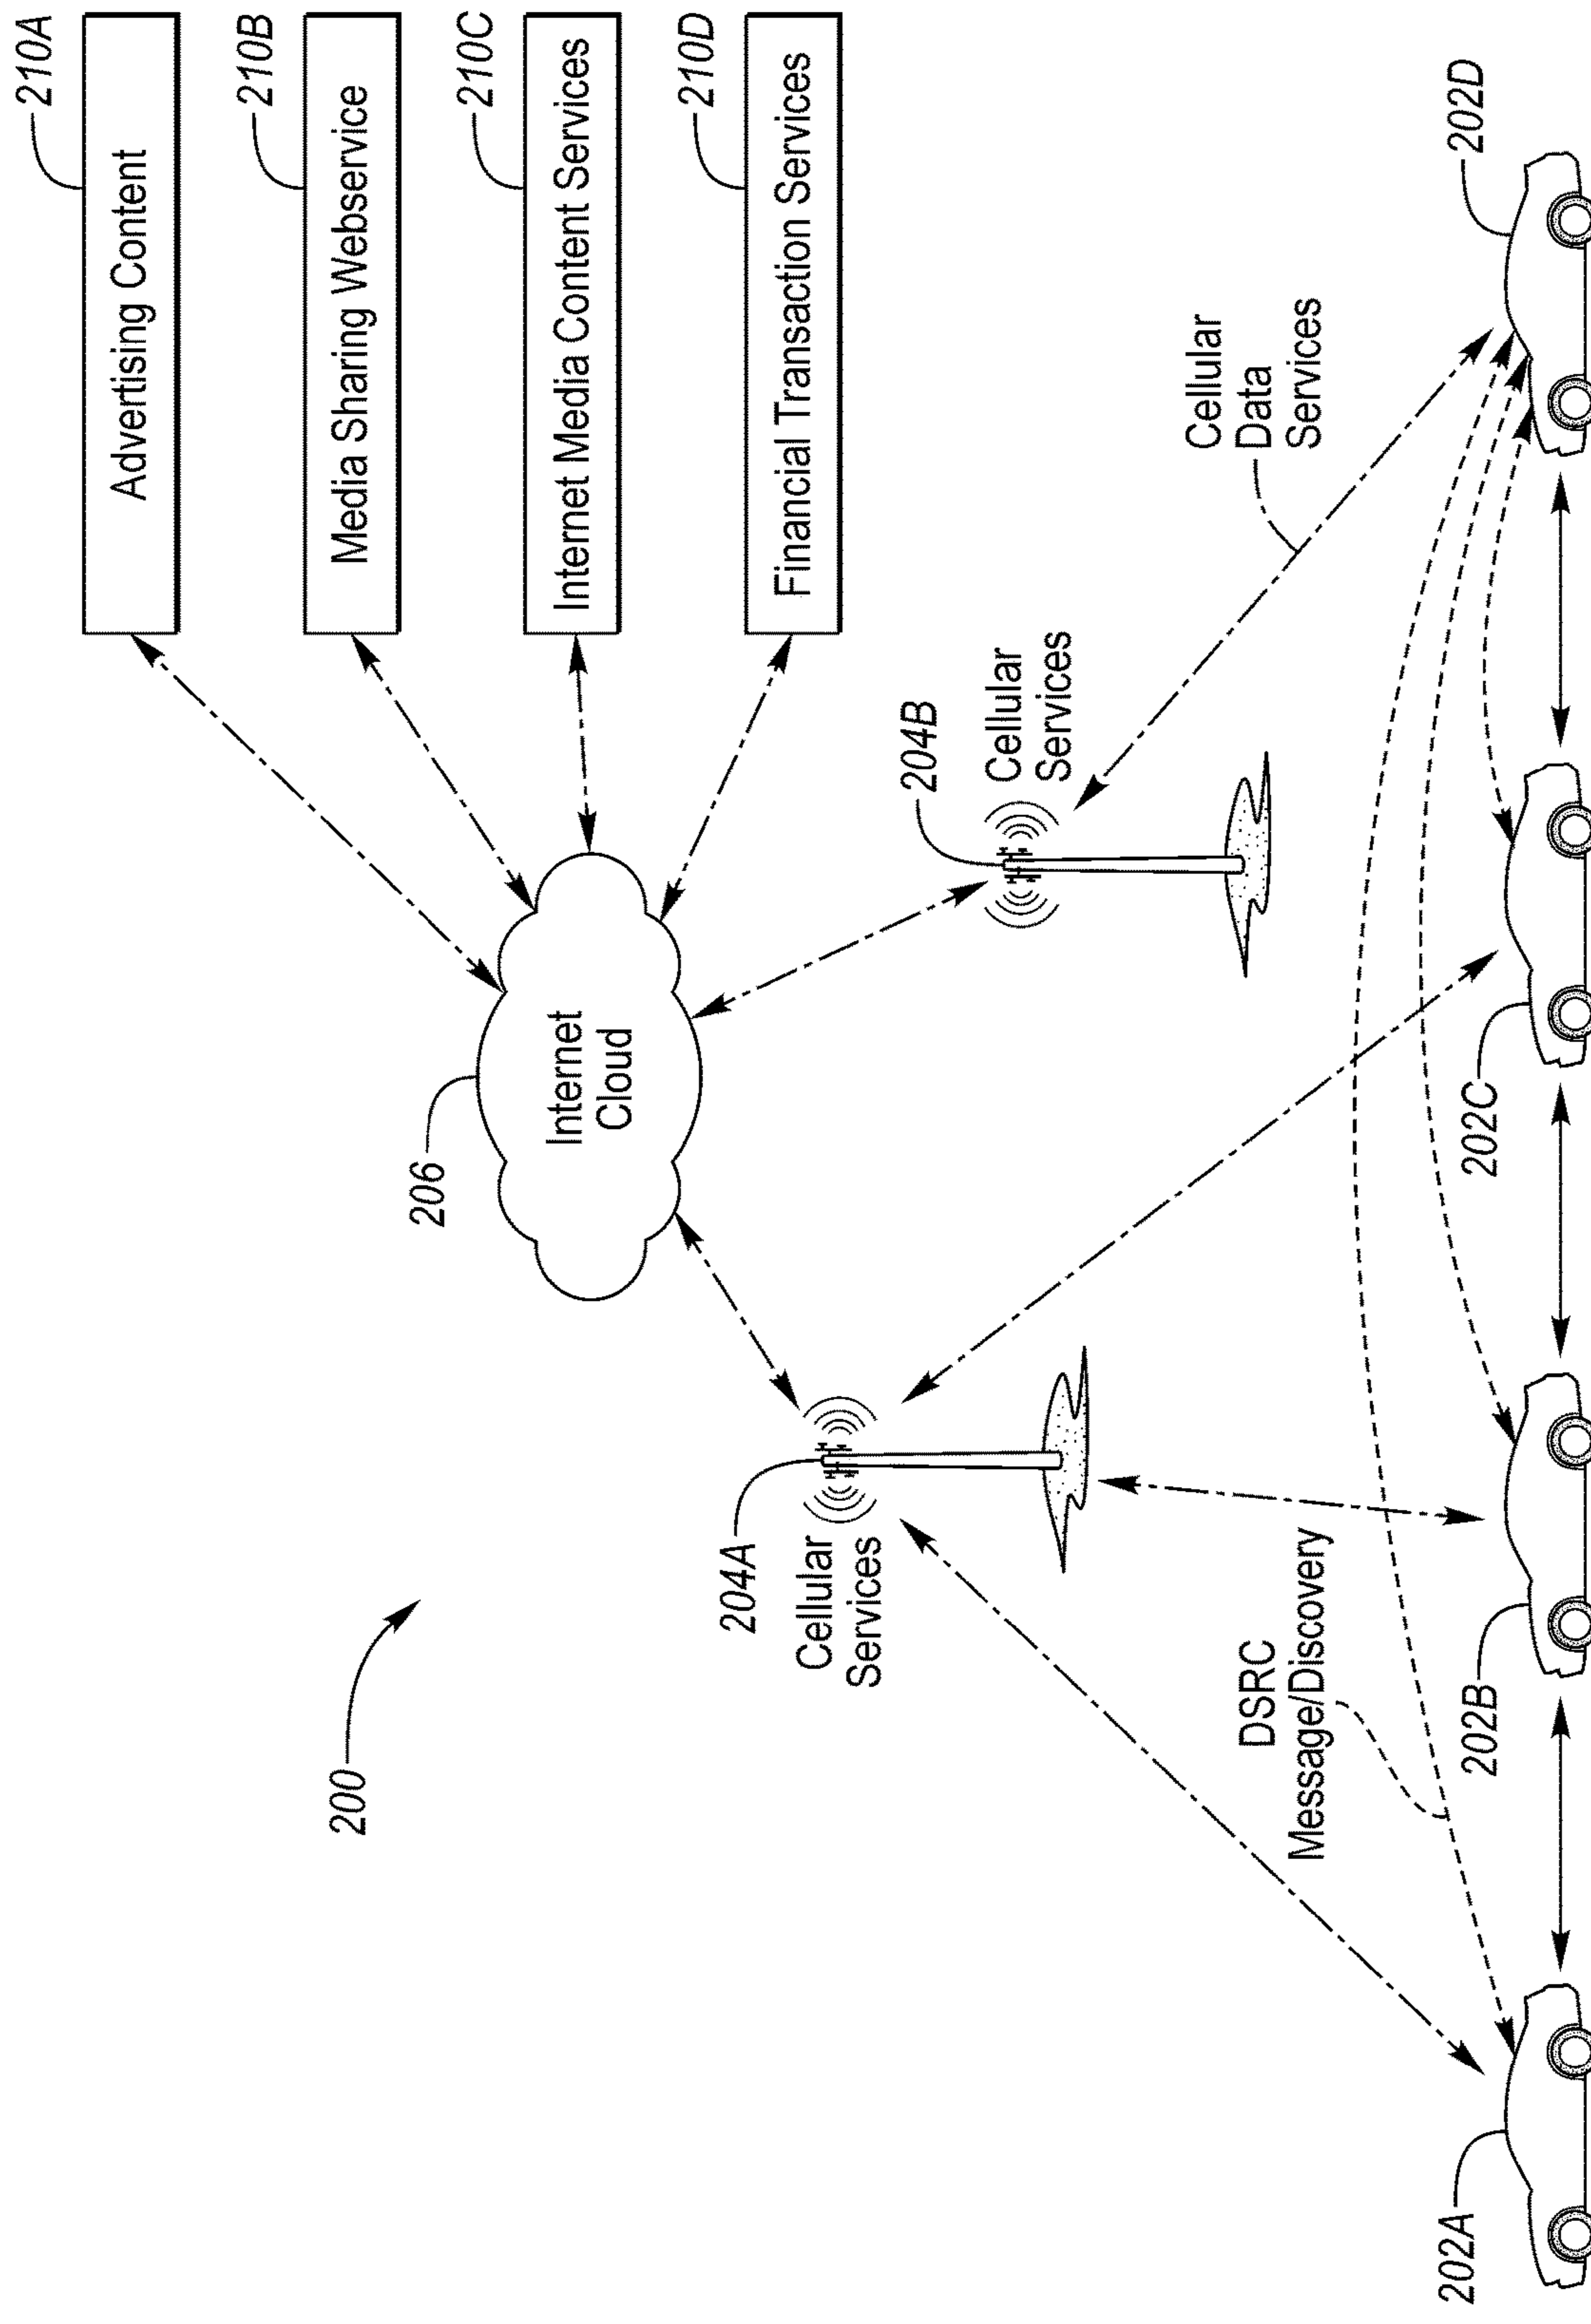 210A
Advertising Content
210B
Media Sharing Webservice
210C
Internet Media Content Services
210D
Financial Transaction Services
206
Internet
Cloud
200
204A
Cellular
Services
204B
Cellular
Services
Cellular
Data
Services
DSRC
Message/Discovery
202A
202B
202C
202D